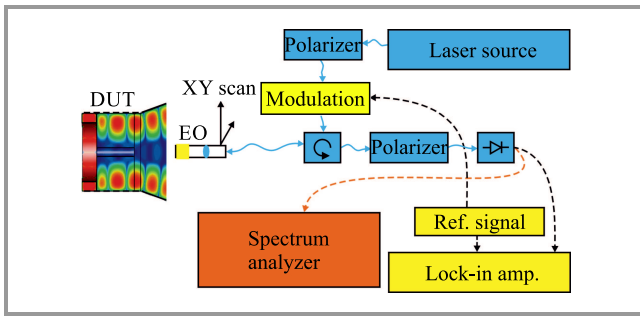 Polarizer
Laser source
XY scan
DUT
Modulation
EO
Polarizer
Ref. signal
Spectrum
analyzer
Lock-in amp.